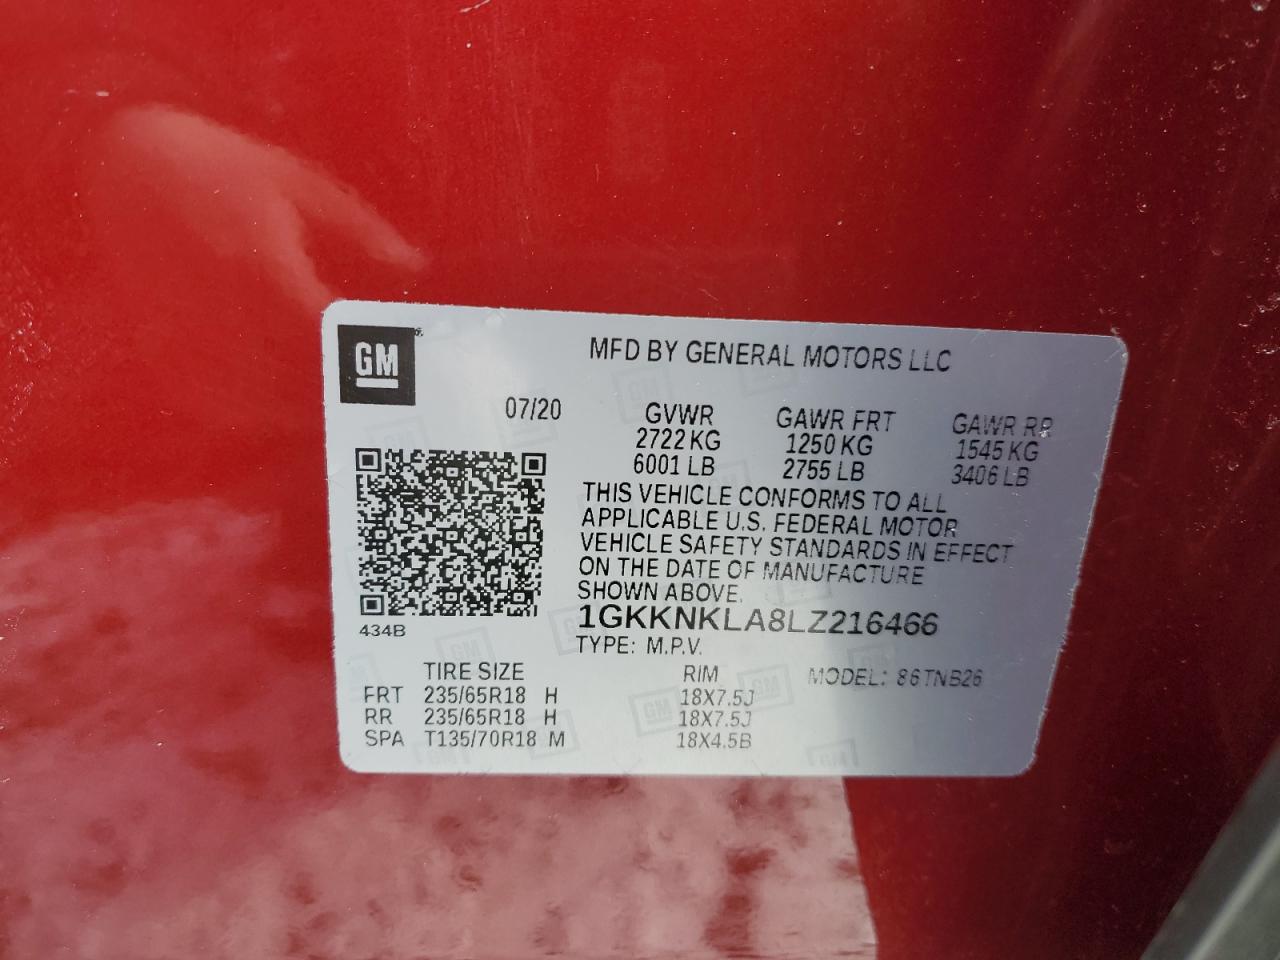 GM
MFD BY GENERAL MOTORS LLC
07/20
GVWR GAWR FRT GAWR RR
2722 KG 1250 KG 1545 KG
6001 LB 2755 LB 3406 LB
THIS VEHICLE CONFORMS TO ALL
APPLICABLE U.S. FEDERAL MOTOR
VEHICLE SAFETY STANDARDS IN EFFECT
ON THE DATE OF MANUFACTURE
SHOWN ABOVE.
1GKKNKLA8LZ216466
434B
TYPE: M.P.V.
TIRE SIZE RIM MODEL: 86TNB26
FRT 235/65R18 H 18X7.5J
RR 235/65R18 H 18X7.5J
SPA T135/70R18 M 18X4.5B